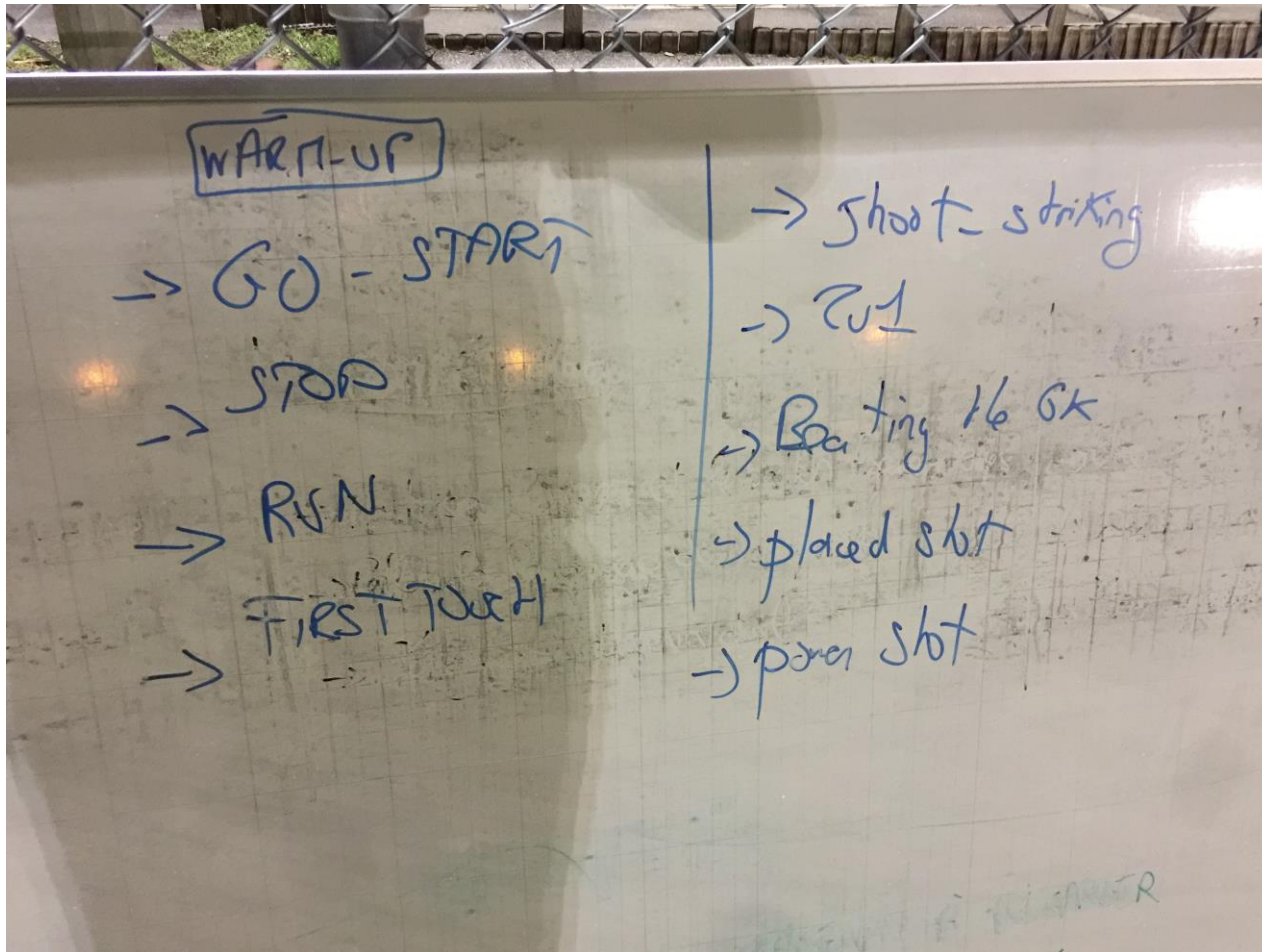 WARM-UP
→ GO - START
→ STOP
→ RUN
→ FIRST TOUCH
→ shoot - striking
→ 2v1
→ Beating the GK
→ placed shot
→ power shot